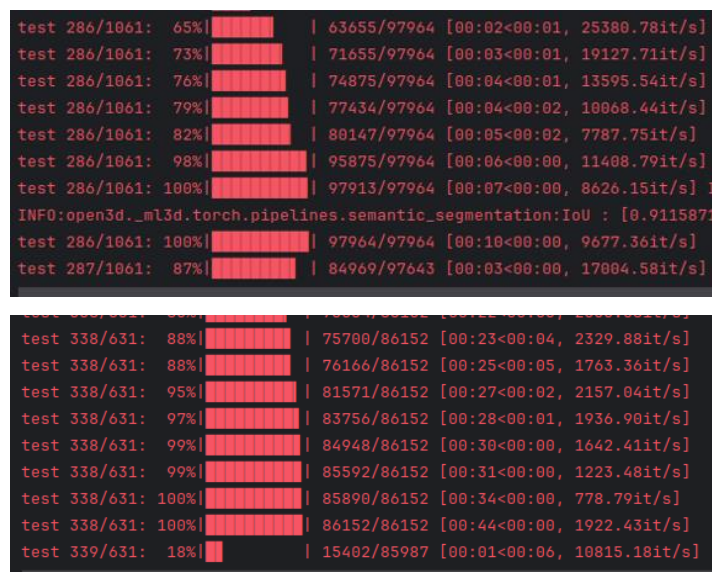 test 286/1061:  65%|██████▍   | 63655/97964 [00:02<00:01, 25380.78it/s]
test 286/1061:  73%|███████▎  | 71655/97964 [00:03<00:01, 19127.71it/s]
test 286/1061:  76%|███████▋  | 74875/97964 [00:04<00:01, 13595.54it/s]
test 286/1061:  79%|███████▉  | 77434/97964 [00:04<00:02, 10068.44it/s]
test 286/1061:  82%|████████▏ | 80147/97964 [00:05<00:02, 7787.75it/s]
test 286/1061:  98%|█████████▊| 95875/97964 [00:06<00:00, 11408.79it/s]
test 286/1061: 100%|█████████▉| 97913/97964 [00:07<00:00, 8626.15it/s]
INFO:open3d._ml3d.torch.pipelines.semantic_segmentation:IoU : [0.9115871
test 286/1061: 100%|██████████| 97964/97964 [00:10<00:00, 9677.36it/s]
test 287/1061:  87%|████████▋ | 84969/97643 [00:03<00:00, 17004.58it/s]
test 338/631:  88%|████████▊ | 75700/86152 [00:23<00:04, 2329.88it/s]
test 338/631:  88%|████████▊ | 76166/86152 [00:25<00:05, 1763.36it/s]
test 338/631:  95%|█████████▍| 81571/86152 [00:27<00:02, 2157.04it/s]
test 338/631:  97%|█████████▋| 83756/86152 [00:28<00:01, 1936.90it/s]
test 338/631:  99%|█████████▊| 84948/86152 [00:30<00:00, 1642.41it/s]
test 338/631:  99%|█████████▉| 85592/86152 [00:31<00:00, 1223.48it/s]
test 338/631: 100%|█████████▉| 85890/86152 [00:34<00:00, 778.79it/s]
test 338/631: 100%|██████████| 86152/86152 [00:44<00:00, 1922.43it/s]
test 339/631:  18%|█▊        | 15402/85987 [00:01<00:06, 10815.18it/s]